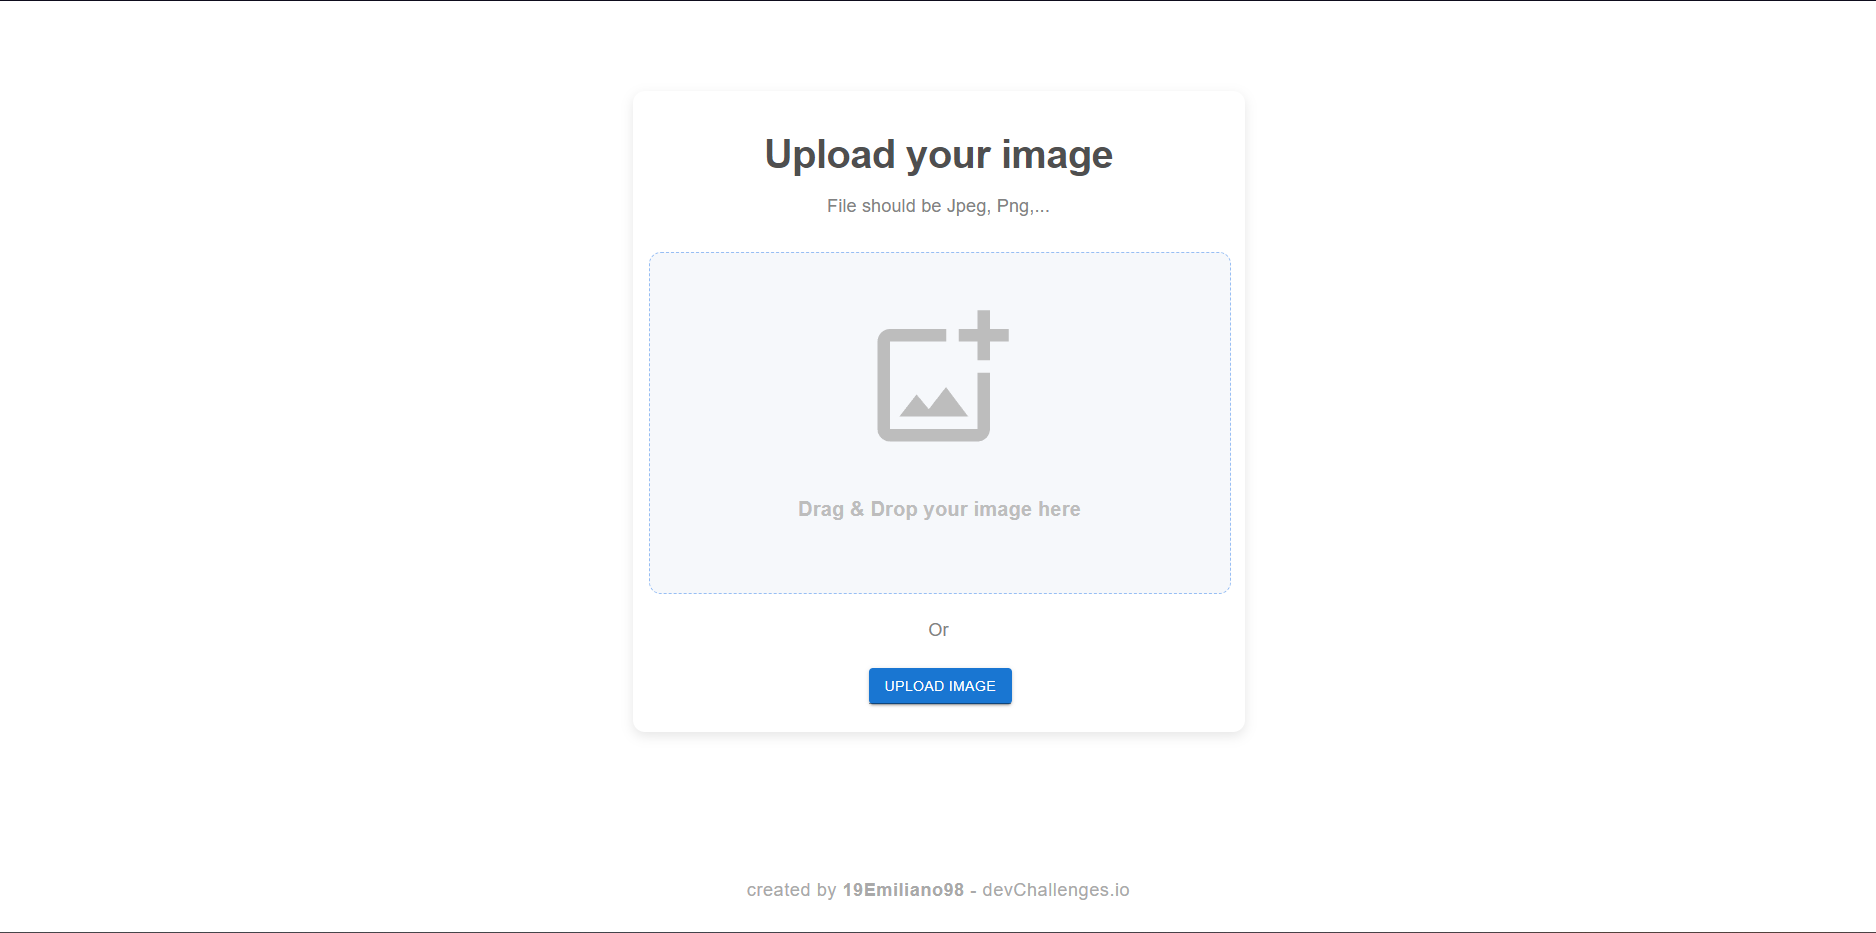 Upload your image
File should be Jpeg, Png,...
Drag & Drop your image here
Or
UPLOAD IMAGE
created by 19Emiliano98 - devChallenges.io